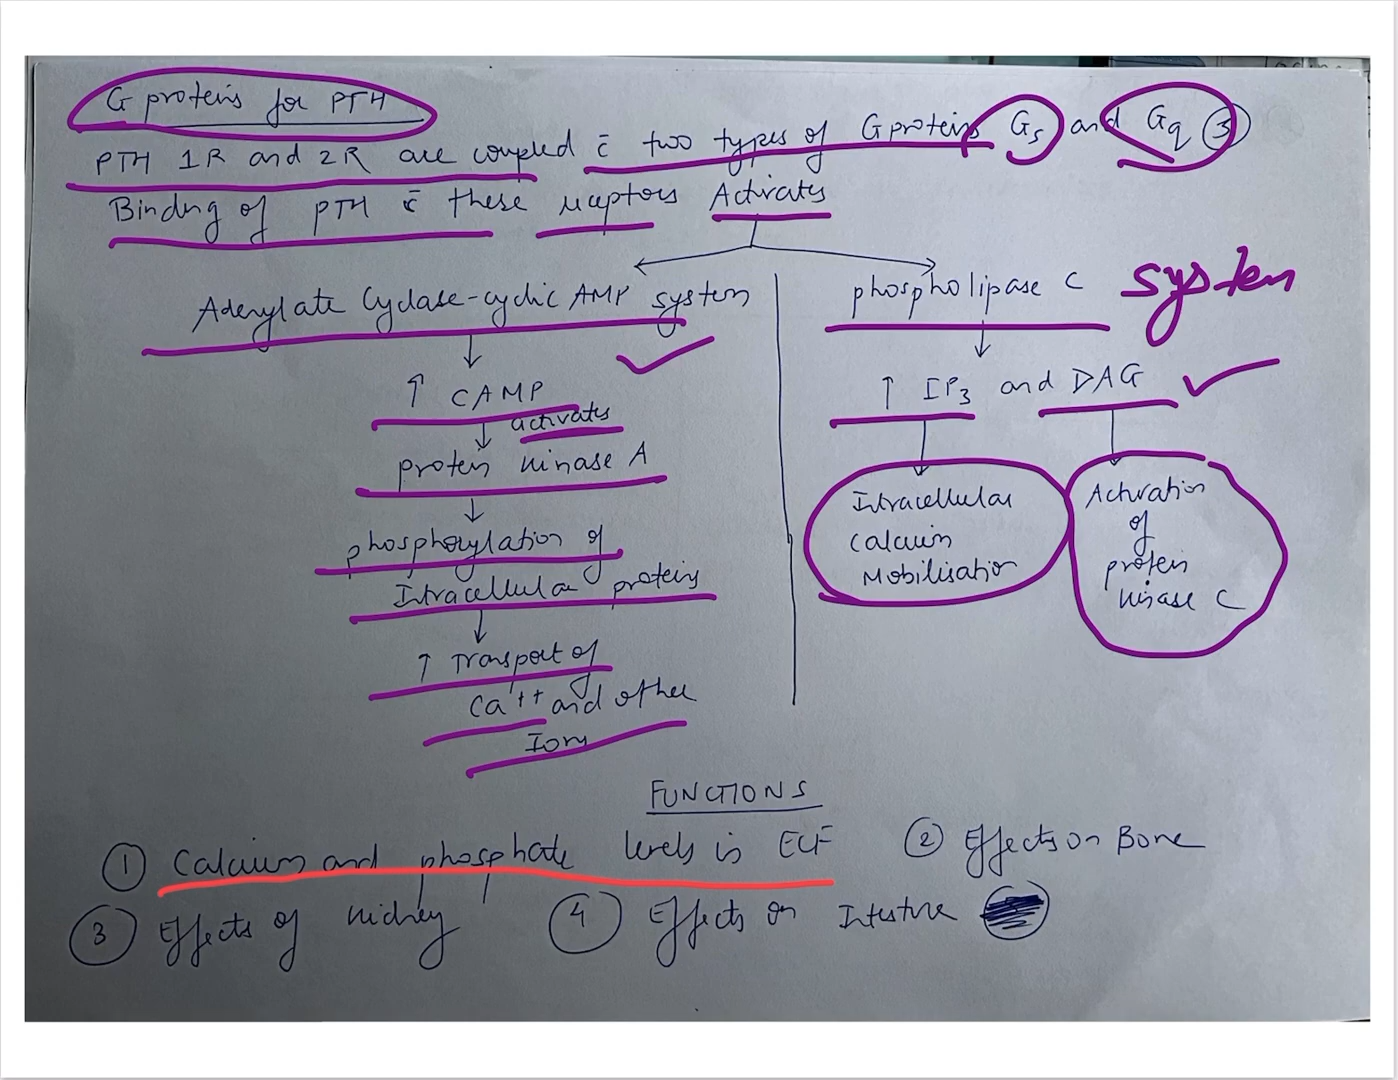 G proteins for PTH
PTH 1R and 2R are coupled c̄ two types of G proteins Gs and Gq ③
Binding of PTH c̄ these receptors Activates
Adenylate Cyclase-cyclic AMP system
phospholipase C system
↑ CAMP
activates
protein kinase A
phosphorylation of
Intracellular proteins
↑ Transport of
Ca⁺⁺ and other
Ions
↑ IP₃ and DAG
Intracellular
calcium
Mobilisation
Activation
of
protein
kinase C
FUNCTIONS
① Calcium and phosphate levels in ECF
② Effects on Bone
③ Effects of kidney
④ Effects on Intestine